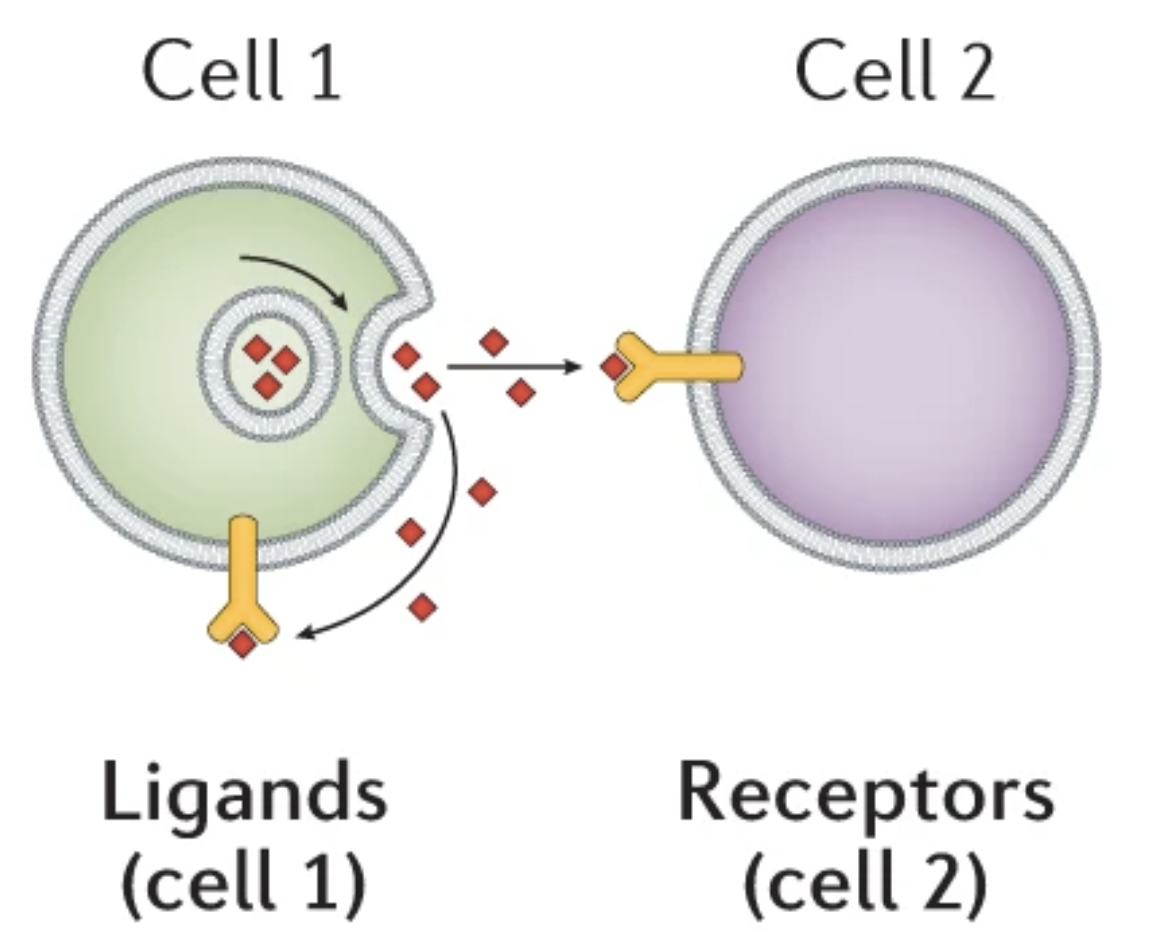 Cell 1
Cell 2
Ligands
(cell 1)
Receptors
(cell 2)